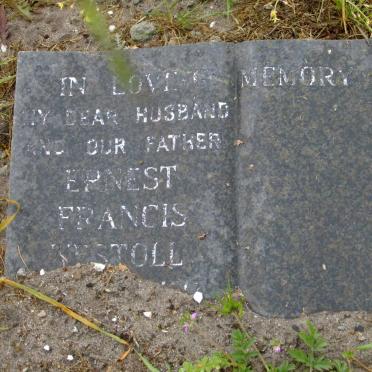 IN LOVING MEMORY
MY DEAR HUSBAND
AND OUR FATHER
ERNEST
FRANCIS